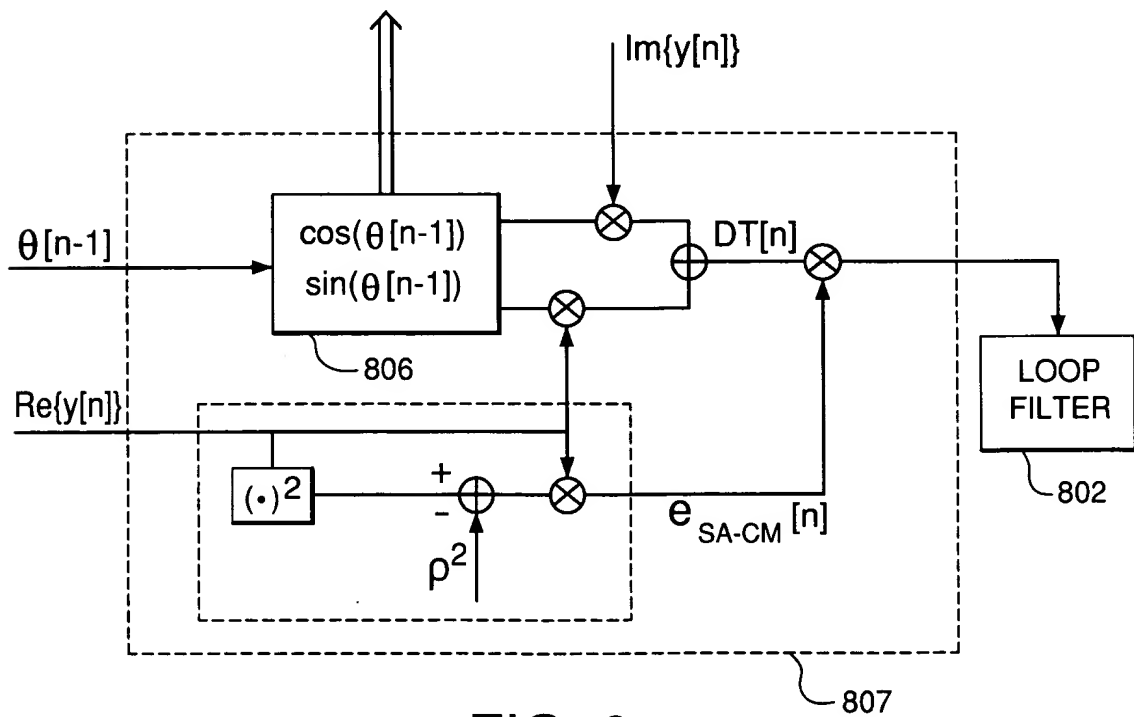 Im{y[n]}
θ[n-1]
cos(θ[n-1])
sin(θ[n-1])
DT[n]
806
LOOP
FILTER
802
Re{y[n]}
(•)²
+
-
ρ²
e SA-CM [n]
807